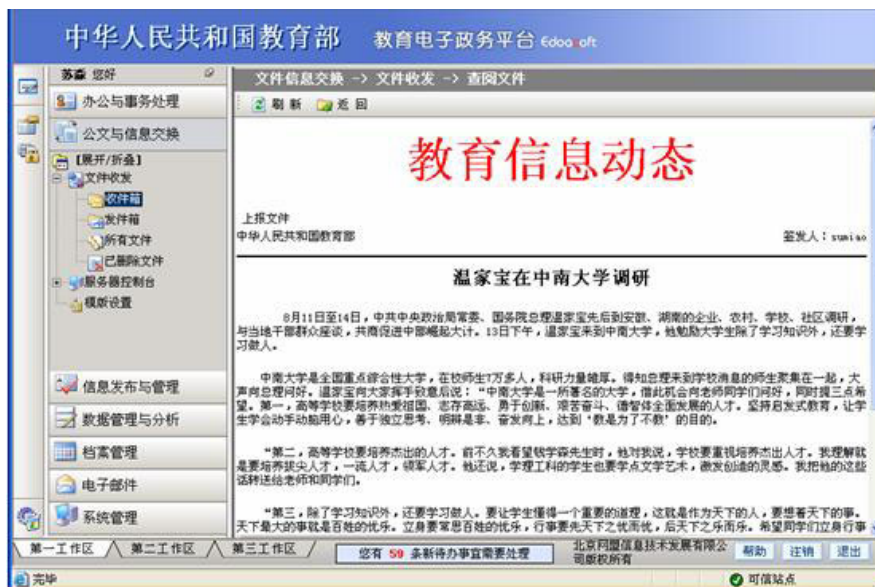 中华人民共和国教育部 教育电子政务平台 Edoasoft
苏淼 您好
文件信息交换 -> 文件收发 -> 查阅文件
办公与事务处理
刷 新 返 回
公文与信息交换
【展开/折叠】
文件收发
收件箱
发件箱
所有文件
已删除文件
服务器控制台
模版设置
信息发布与管理
数据管理与分析
档案管理
电子邮件
系统管理
教育信息动态
上报文件
中华人民共和国教育部 签发人：sumiao
温家宝在中南大学调研
8月11日至14日，中共中央政治局常委、国务院总理温家宝先后到安徽、湖南的企业、农村、学校、社区调研，
与当地干部群众座谈，共商促进中部崛起大计。13日下午，温家宝来到中南大学，他勉励大学生除了学习知识外，还要学
习做人。
中南大学是全国重点综合性大学，在校师生7万多人，科研力量雄厚。得知总理来到学校消息的师生聚集在一起，大
声向总理问好。温家宝向大家挥手致意后说：“中南大学是一所著名的大学，借此机会向老师同学们问好，同时提三点希
望。第一，高等学校要培养热爱祖国、志存高远、勇于创新、艰苦奋斗、德智体全面发展的人才。坚持启发式教育，让学
生学会动手动脑用心，善于独立思考、明辨是非、奋发向上，达到‘教是为了不教’的目的。
“第二，高等学校要培养杰出的人才。前不久我看望钱学森先生时，他对我说，学校要重视培养杰出人才。我理解就
是要培养拔尖人才，一流人才，领军人才。他还说，学理工科的学生也要学点文学艺术，激发创造的灵感。我把他的这些
话转送给老师和同学们。
“第三，除了学习知识外，还要学习做人。要让学生懂得一个重要的道理，这就是作为天下的人，要想着天下的事。
天下最大的事就是百姓的忧乐。立身要常思百姓的忧乐，行事要先天下之忧而忧，后天下之乐而乐。希望同学们立身行事
第一工作区 第二工作区 第三工作区
您有 59 条新待办事宜需要处理
北京网盟信息技术发展有限公
司版权所有
帮助 注销 退出
完毕 可信站点